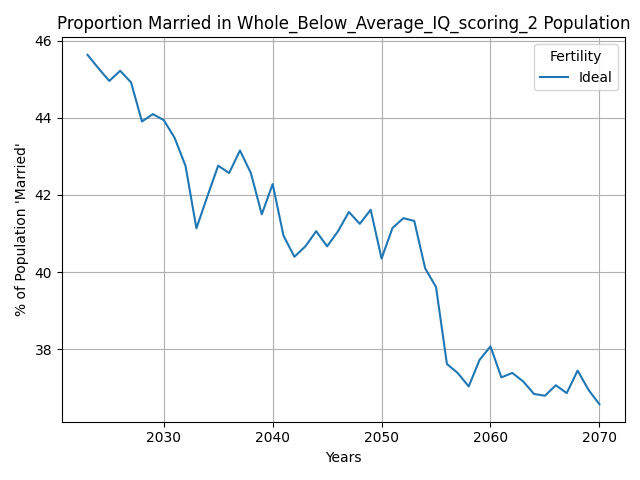 Proportion Married in Whole_Below_Average_IQ_scoring_2 Population
Fertility
Ideal
% of Population 'Married'
46
44
42
40
38
2030
2040
2050
2060
2070
Years